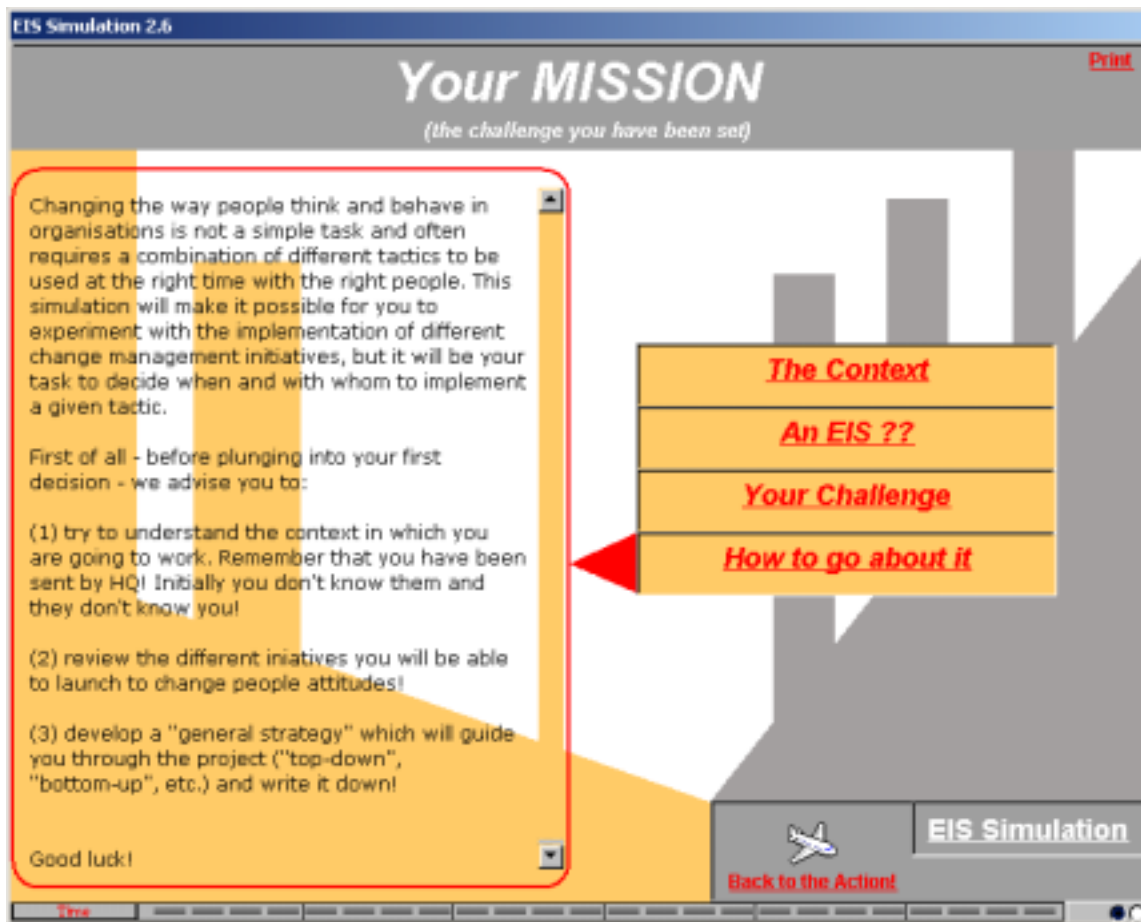 EIS Simulation 2.6
Print
Your MISSION
(the challenge you have been set)
Changing the way people think and behave in
organisations is not a simple task and often
requires a combination of different tactics to be
used at the right time with the right people. This
simulation will make it possible for you to
experiment with the implementation of different
change management initiatives, but it will be your
task to decide when and with whom to implement
a given tactic.
First of all - before plunging into your first
decision - we advise you to:
(1) try to understand the context in which you
are going to work. Remember that you have been
sent by HQ! Initially you don't know them and
they don't know you!
(2) review the different iniatives you will be able
to launch to change people attitudes!
(3) develop a "general strategy" which will guide
you through the project ("top-down",
"bottom-up", etc.) and write it down!
Good luck!
The Context
An EIS ??
Your Challenge
How to go about it
EIS Simulation
Back to the Action!
Time